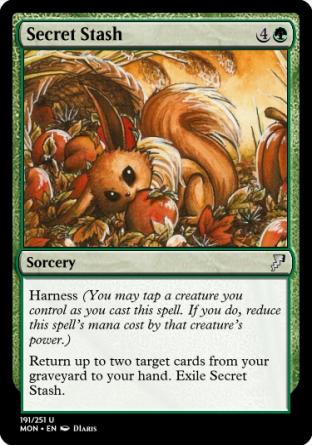 Secret Stash 4
Sorcery
Harness (You may tap a creature you
control as you cast this spell. If you do, reduce
this spell's mana cost by that creature's
power.)
Return up to two target cards from your
graveyard to your hand. Exile Secret
Stash.
191/251 U
MON • EN DIaris